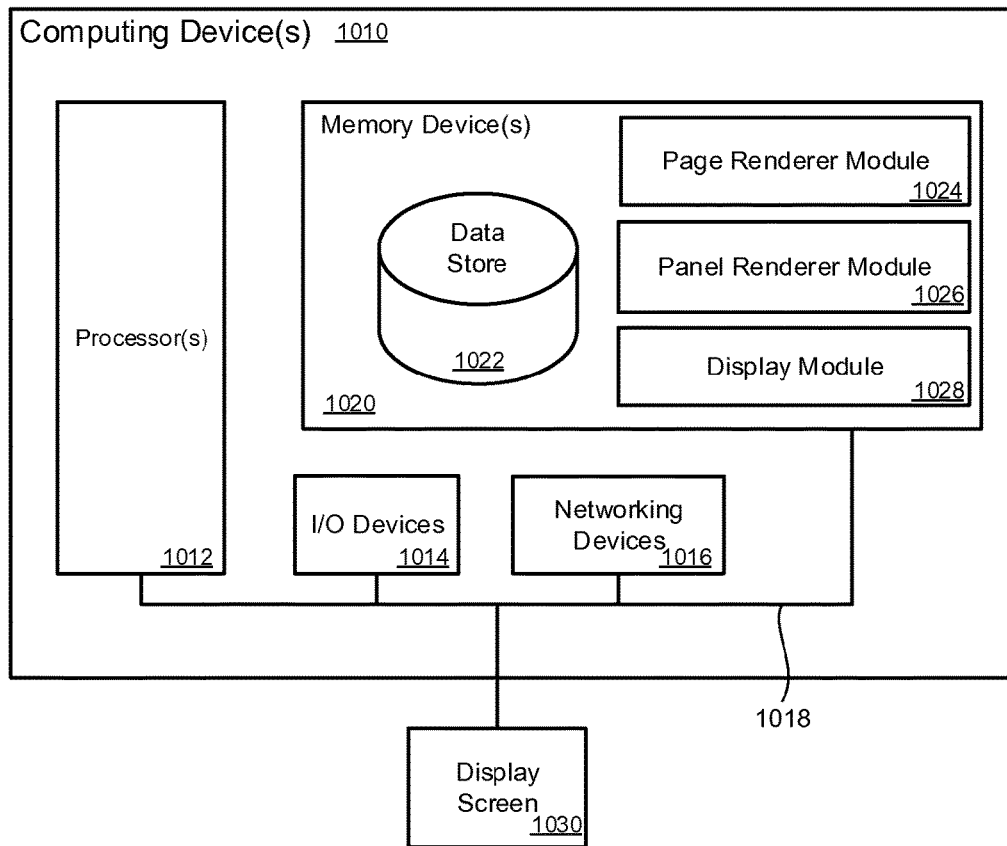 Computing Device(s) 1010
Processor(s)
1012
Memory Device(s)
Data
Store
1022
1020
Page Renderer Module
1024
Panel Renderer Module
1026
Display Module
1028
I/O Devices
1014
Networking
Devices
1016
1018
Display
Screen
1030